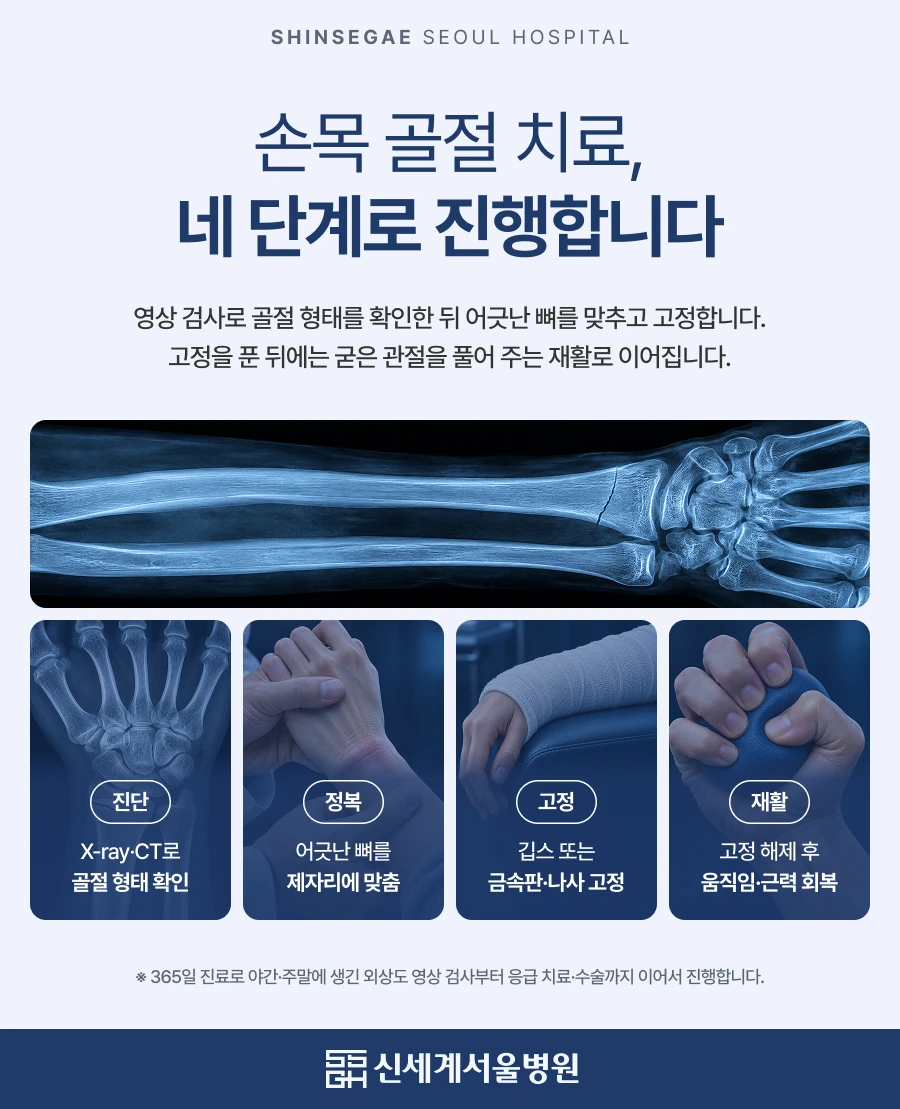 SHINSEGAE SEOUL HOSPITAL
손목 골절 치료,
네 단계로 진행합니다
영상 검사로 골절 형태를 확인한 뒤 어긋난 뼈를 맞추고 고정합니다.
고정을 푼 뒤에는 굳은 관절을 풀어 주는 재활로 이어집니다.
진단
X-ray·CT로
골절 형태 확인
정복
어긋난 뼈를
제자리에 맞춤
고정
깁스 또는
금속판·나사 고정
재활
고정 해제 후
움직임·근력 회복
※ 365일 진료로 야간·주말에 생긴 외상도 영상 검사부터 응급 치료·수술까지 이어서 진행합니다.
SSGH 신세계서울병원